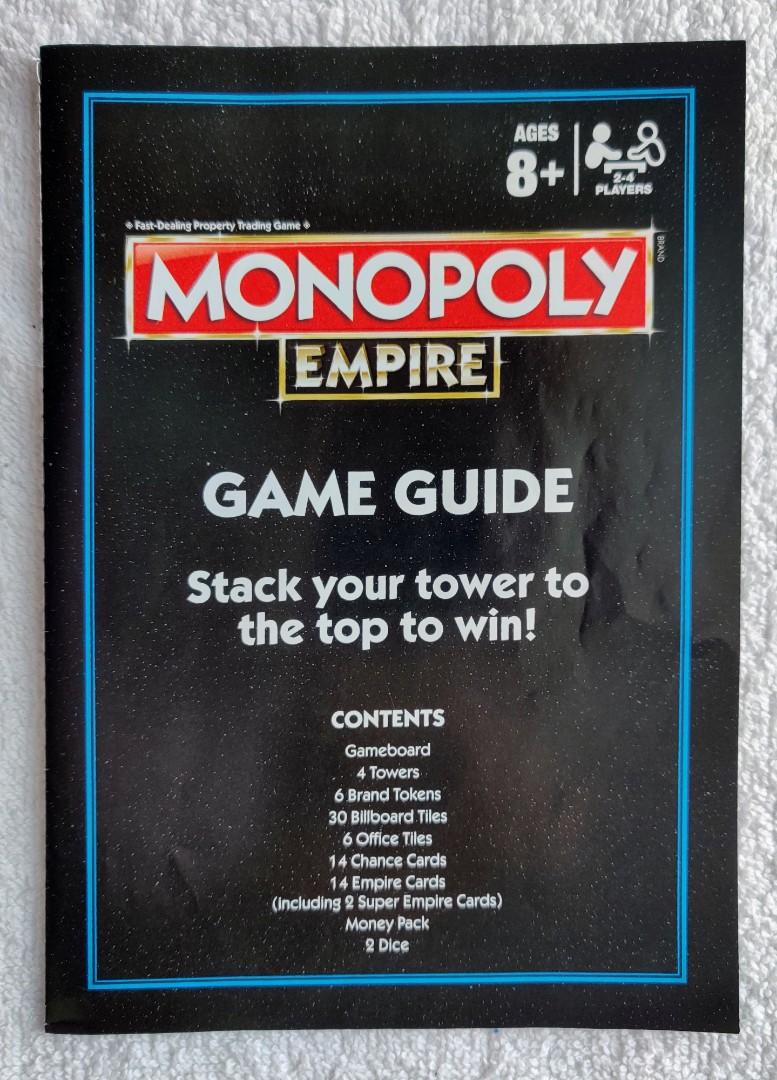 AGES
8+
2-4
PLAYERS
Fast-Dealing Property Trading Game
BRAND
MONOPOLY
EMPIRE
GAME GUIDE
Stack your tower to
the top to win!
CONTENTS
Gameboard
4 Towers
6 Brand Tokens
30 Billboard Tiles
6 Office Tiles
14 Chance Cards
14 Empire Cards
(including 2 Super Empire Cards)
Money Pack
2 Dice